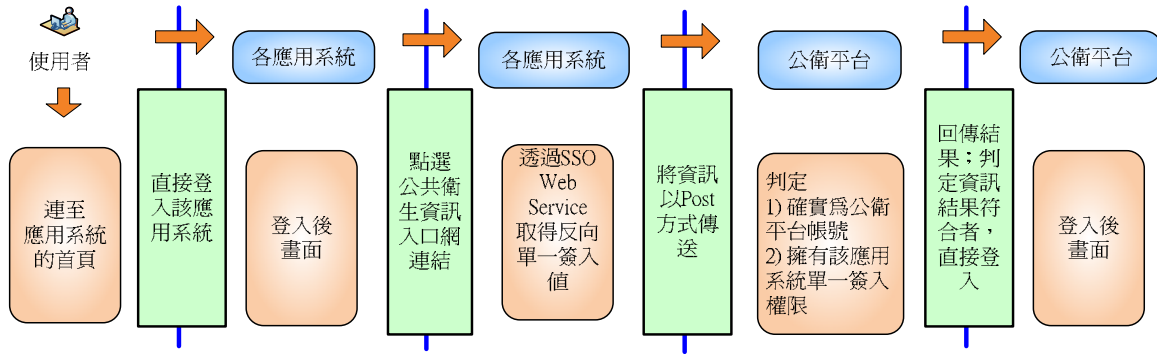 使用者
連至
應用系統
的首頁
直接登
入該應
用系統
各應用系統
登入後
畫面
點選
公共衛
生資訊
入口網
連結
各應用系統
透過SSO
Web
Service
取得反向
單一簽入
值
將資訊
以Post
方式傳
送
公衛平台
判定
1) 確實為公衛
平台帳號
2) 擁有該應用
系統單一簽入
權限
回傳結
果；判
定資訊
結果符
合者，
直接登
入
公衛平台
登入後
畫面